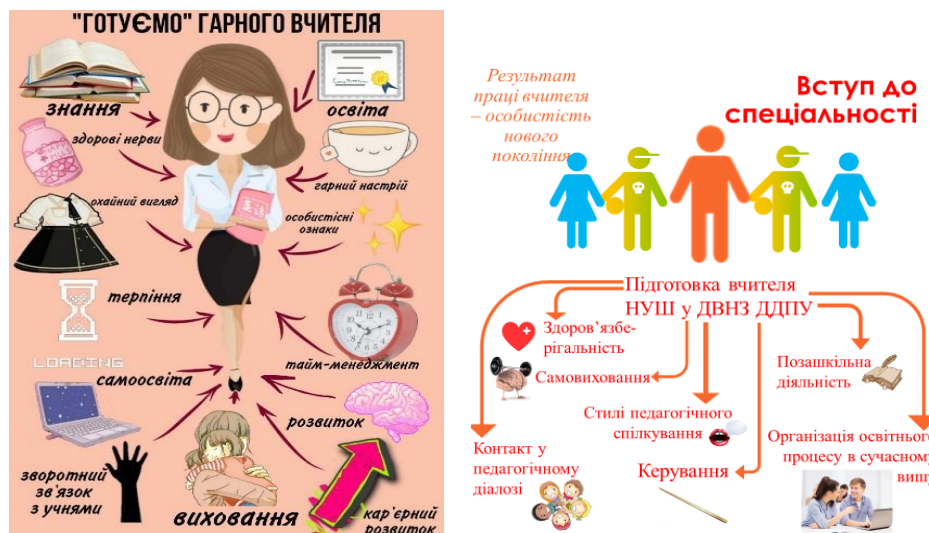 "ГОТУЄМО" ГАРНОГО ВЧИТЕЛЯ
знання
освіта
здорові нерви
гарний настрій
охайний вигляд
особистісні
ознаки
терпіння
LOADING
тайм-менеджмент
самоосвіта
розвиток
зворотний
зв'язок
з учнями
виховання
кар'єрний
розвиток
Результат
праці вчителя
– особистість
нового
покоління
Вступ до
спеціальності
Підготовка вчителя
НУШ у ДВНЗ ДДПУ
Здоров’язбе-
рігальність
Самовиховання
Позашкільна
діяльність
Стилі педагогічного
спілкування
Контакт у
педагогічному
діалозі
Керування
Організація освітнього
процесу в сучасному
виші